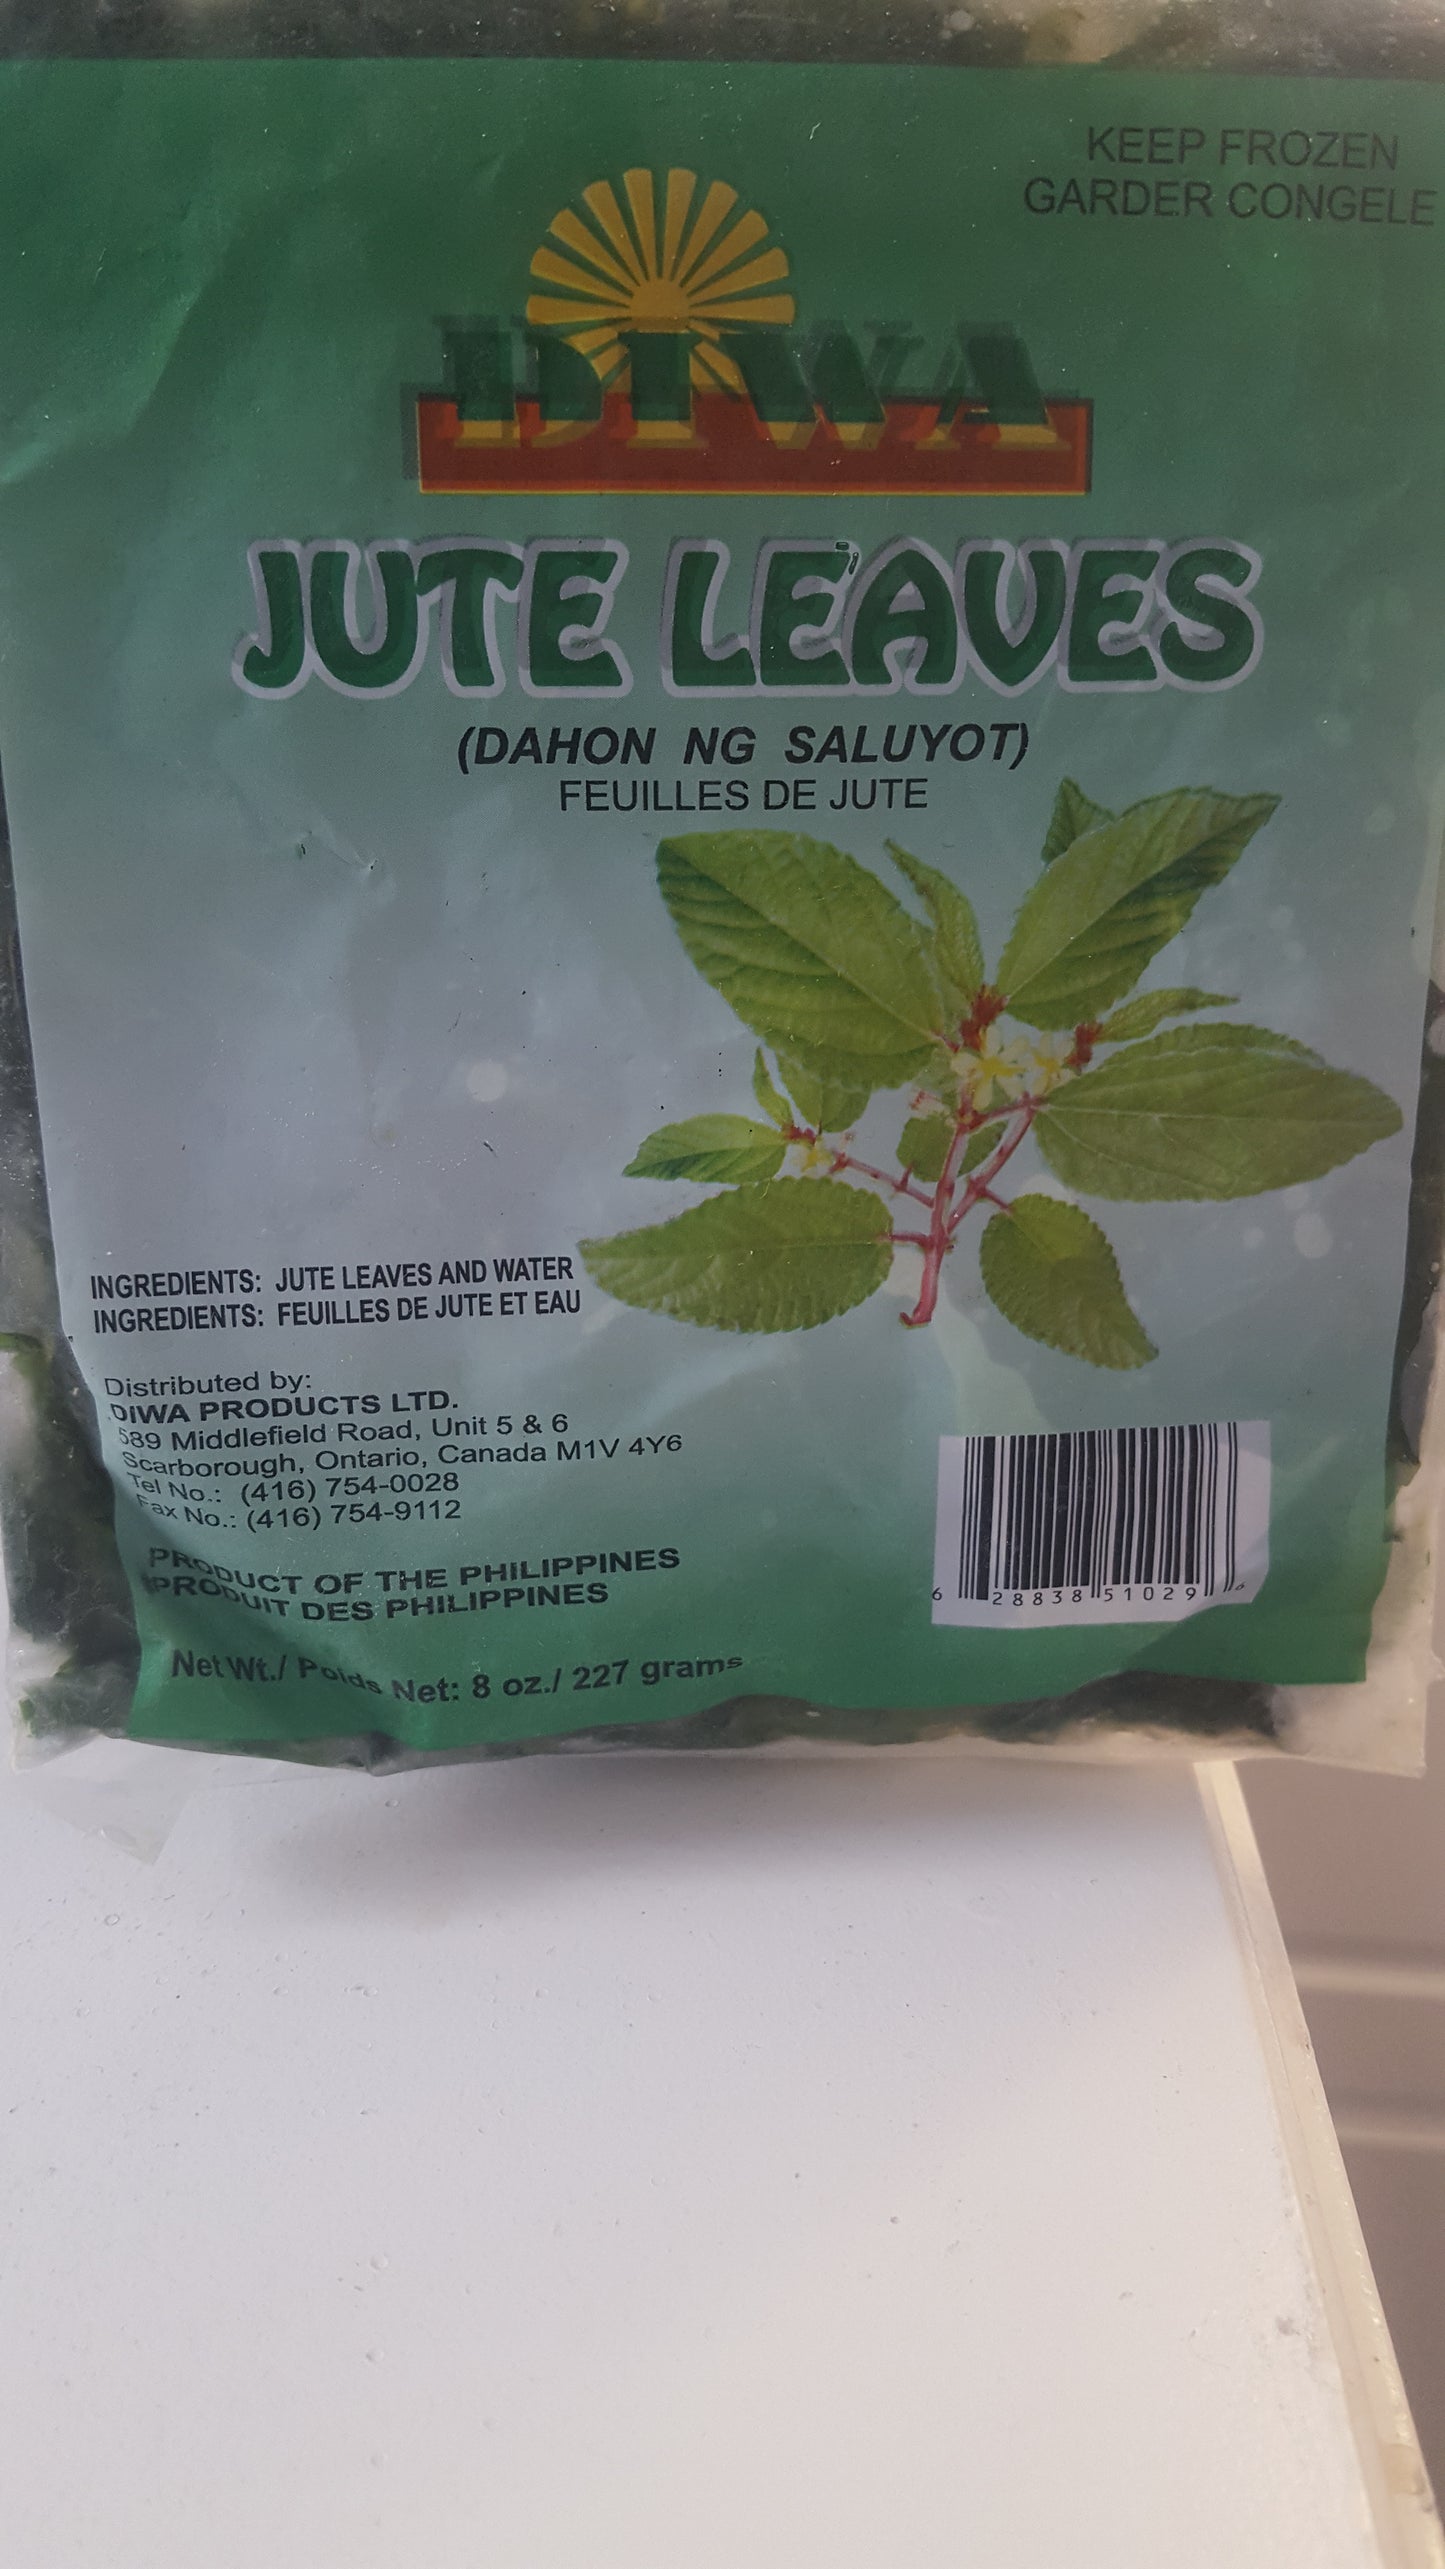 KEEP FROZEN
GARDER CONGELE
DIWA
JUTE LEAVES
(DAHON NG SALUYOT)
FEUILLES DE JUTE
INGREDIENTS: JUTE LEAVES AND WATER
INGREDIENTS: FEUILLES DE JUTE ET EAU
Distributed by:
DIWA PRODUCTS LTD.
589 Middlefield Road, Unit 5 & 6
Scarborough, Ontario, Canada M1V 4Y6
Tel No.: (416) 754-0028
Fax No.: (416) 754-9112
PRODUCT OF THE PHILIPPINES
PRODUIT DES PHILIPPINES
Net Wt./ Poids Net: 8 oz./ 227 grams
6 28838 51029 6